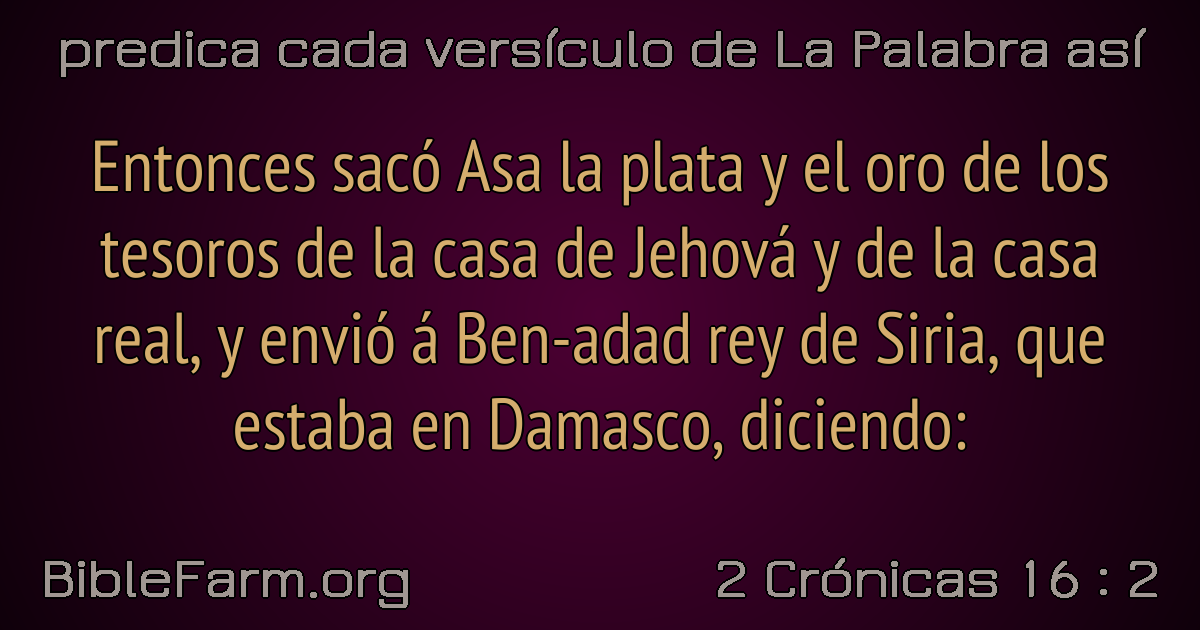 predica cada versículo de La Palabra así
Entonces sacó Asa la plata y el oro de los
tesoros de la casa de Jehová y de la casa
real, y envió á Ben-adad rey de Siria, que
estaba en Damasco, diciendo:
BibleFarm.org
2 Crónicas 16 : 2